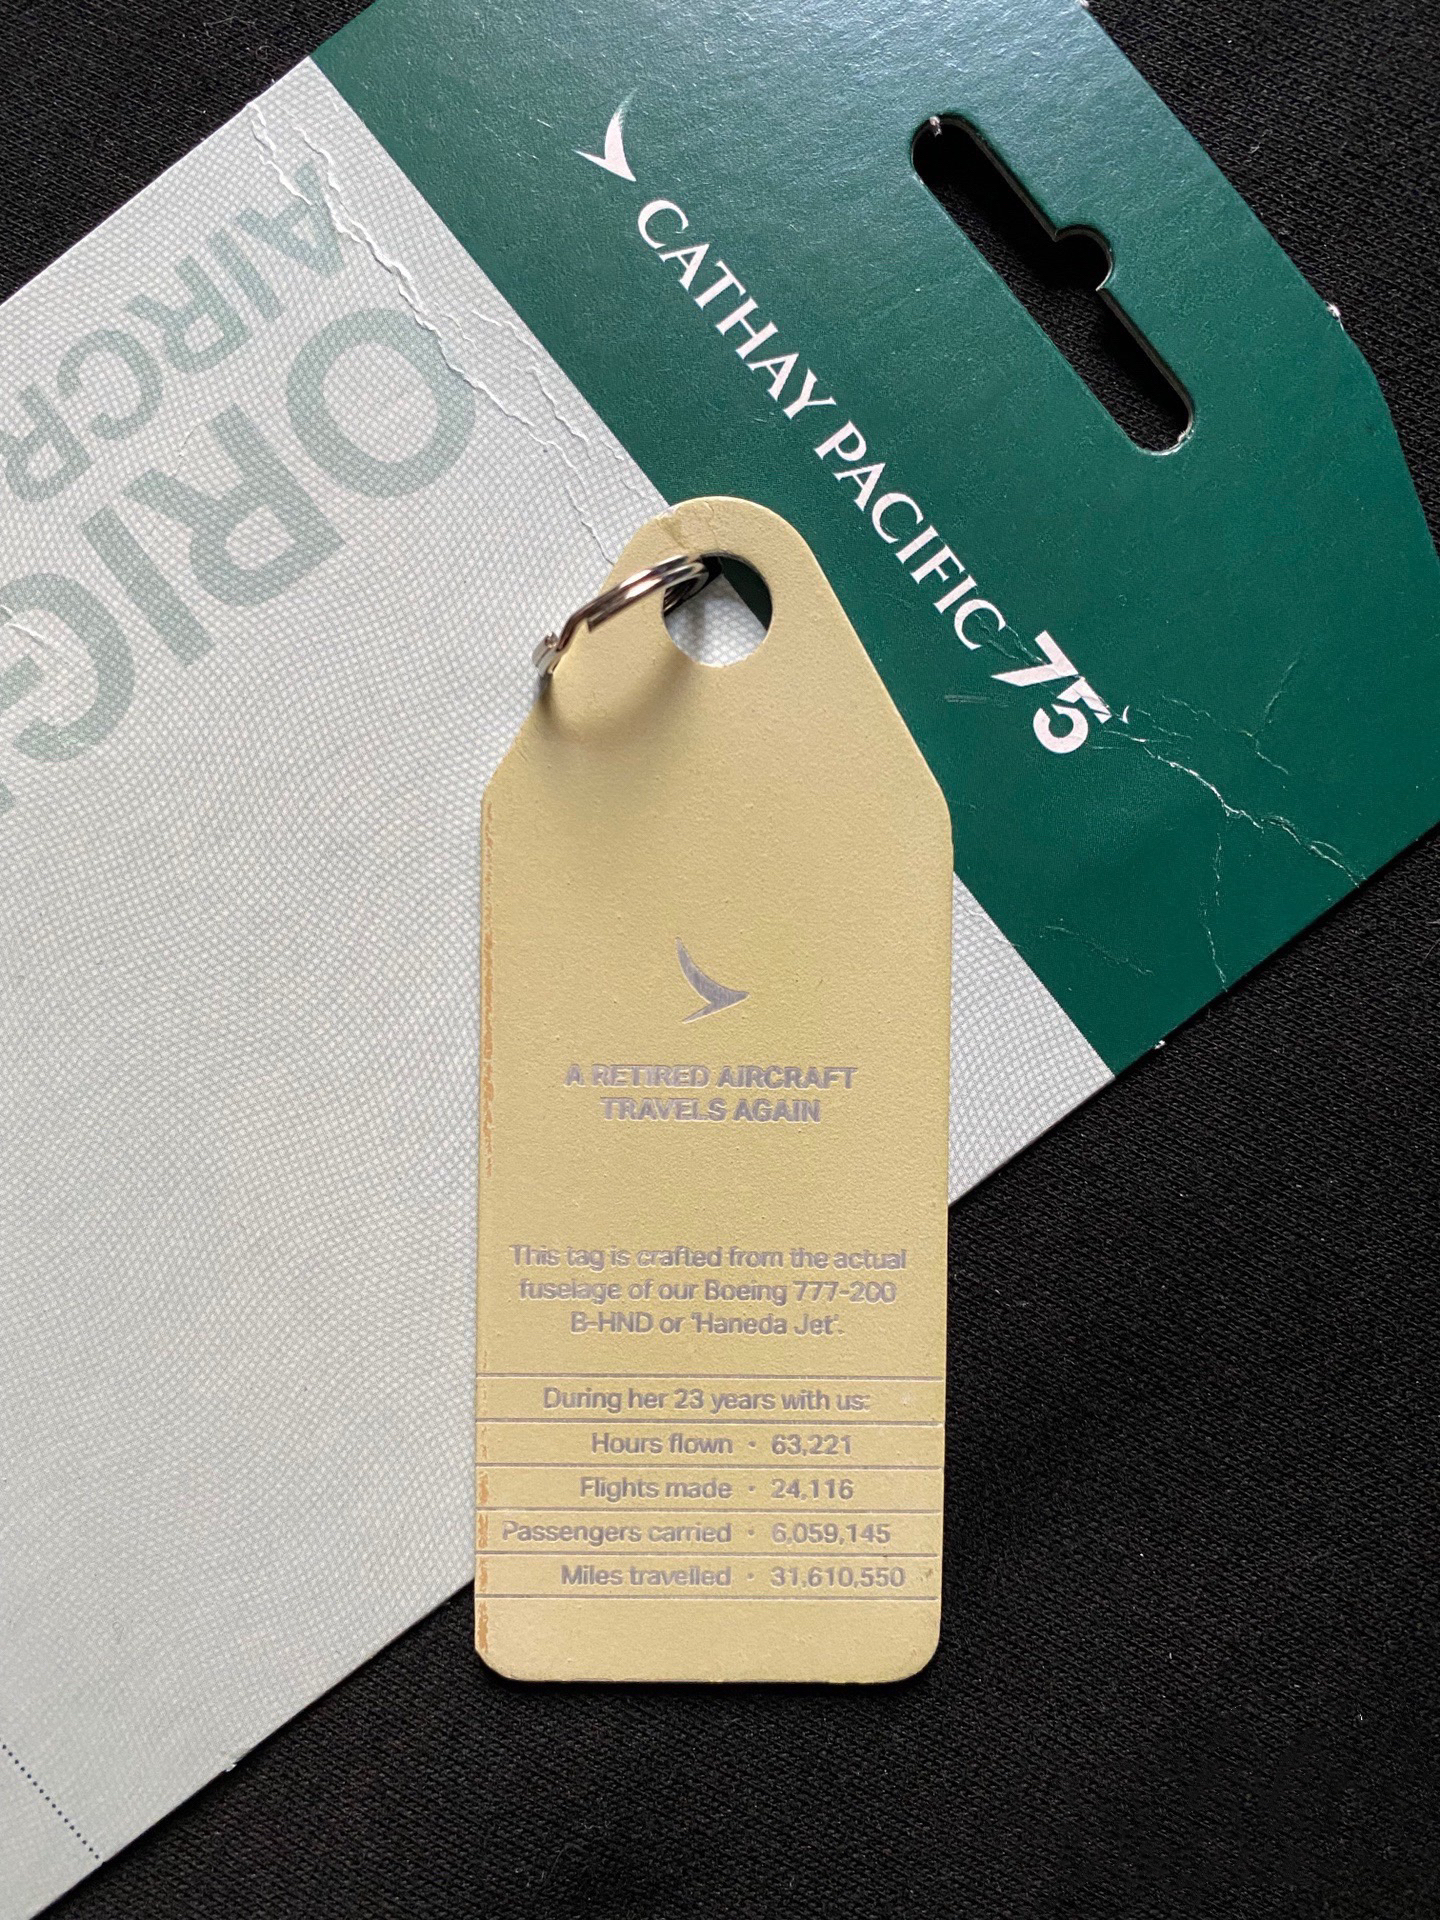 CATHAY PACIFIC 75
ORIG
AIRCR
A RETIRED AIRCRAFT
TRAVELS AGAIN
This tag is crafted from the actual
fuselage of our Boeing 777-200
B-HND or 'Haneda Jet'.
During her 23 years with us:
Hours flown · 63,221
Flights made · 24,116
Passengers carried · 6,059,145
Miles travelled · 31,610,550